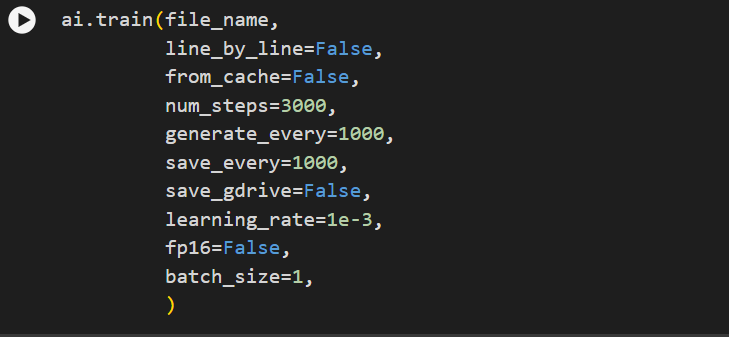 ai.train(file_name,
line_by_line=False,
from_cache=False,
num_steps=3000,
generate_every=1000,
save_every=1000,
save_gdrive=False,
learning_rate=1e-3,
fp16=False,
batch_size=1,
)